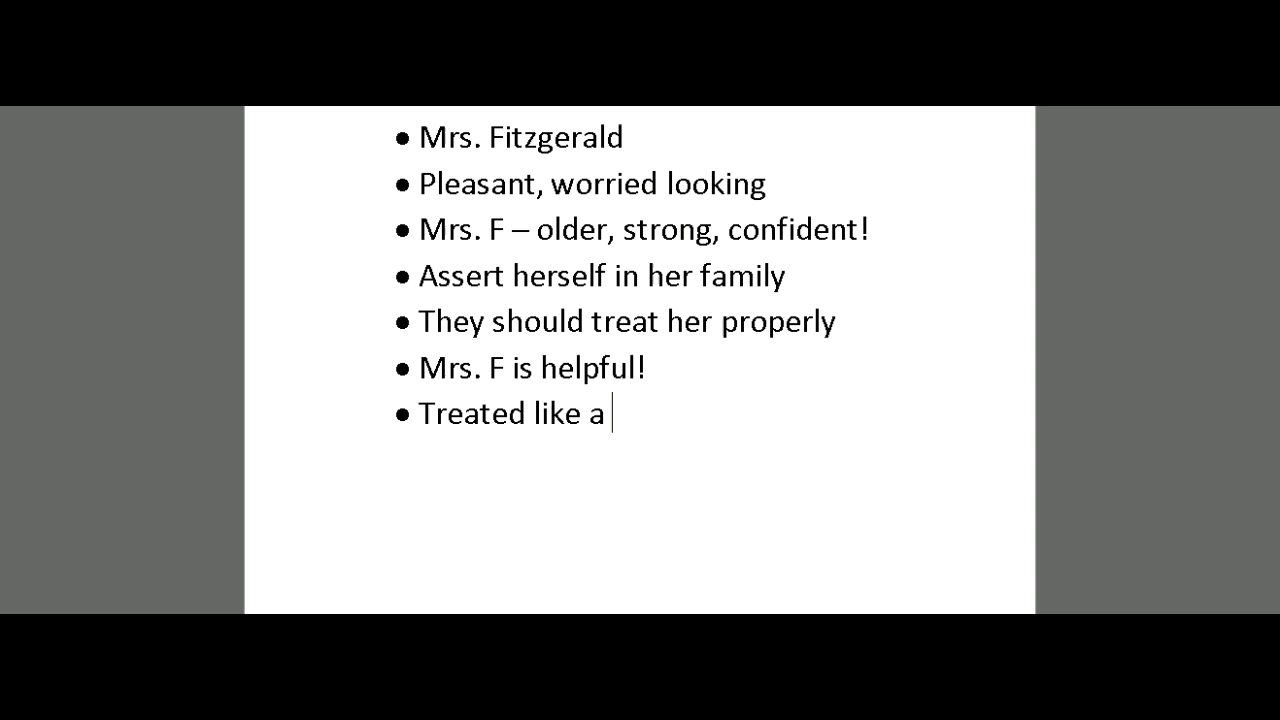 • Mrs. Fitzgerald
• Pleasant, worried looking
• Mrs. F – older, strong, confident!
• Assert herself in her family
• They should treat her properly
• Mrs. F is helpful!
• Treated like a